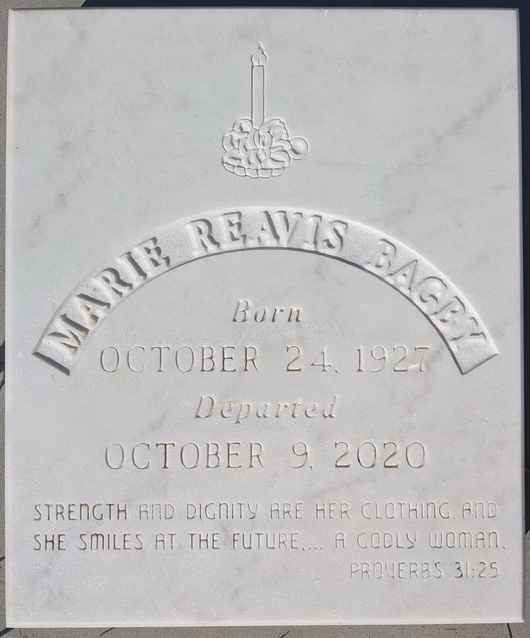 MARIE REAVIS BAGBY
Born
OCTOBER 24, 1927
Departed
OCTOBER 9, 2020
STRENGTH AND DIGNITY ARE HER CLOTHING, AND
SHE SMILES AT THE FUTURE,... A GODLY WOMAN.
PROVERBS 31:25